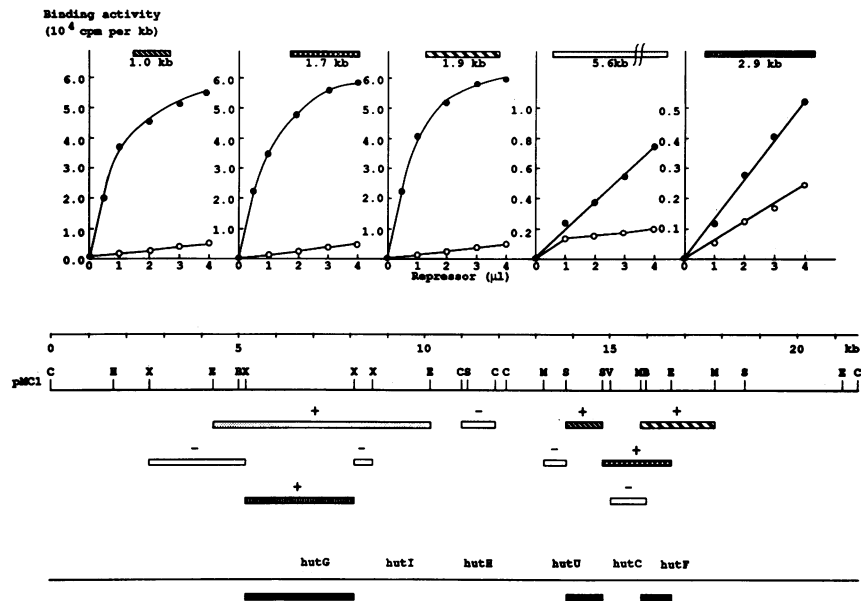 Binding activity
(10^4 cpm per kb)
1.0 kb
1.7 kb
1.9 kb
5.6kb
2.9 kb
6.0 5.0 4.0 3.0 2.0 1.0 0.0
6.0 5.0 4.0 3.0 2.0 1.0 0.0
6.0 5.0 4.0 3.0 2.0 1.0 0.0
1.0 0.8 0.6 0.4 0.2
0.5 0.4 0.3 0.2 0.1
0 1 2 3 4
0 1 2 3 4
0 1 2 3 4
0 1 2 3 4
0 1 2 3 4
Repressor (μl)
0 5 10 15 20 kb
pMC1 C E X E BX X X E CS C C M S SV MB E M S E C
+ - + +
- - - +
+ -
hutG hutI hutH hutU hutC hutF